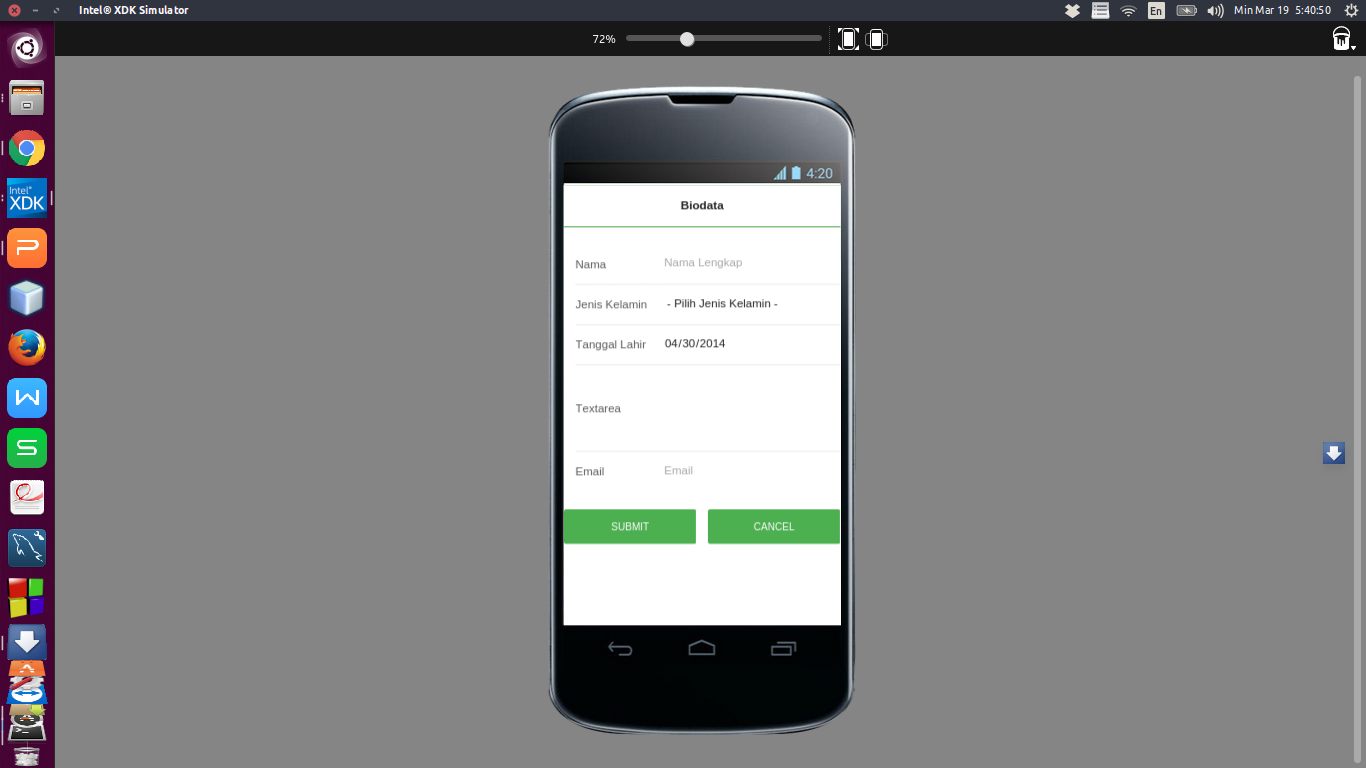 Intel® XDK Simulator
En
Min Mar 19 5:40:50
72%
Intel®
XDK
4:20
Biodata
Nama Nama Lengkap
Jenis Kelamin - Pilih Jenis Kelamin -
Tanggal Lahir 04/30/2014
Textarea
Email Email
SUBMIT CANCEL